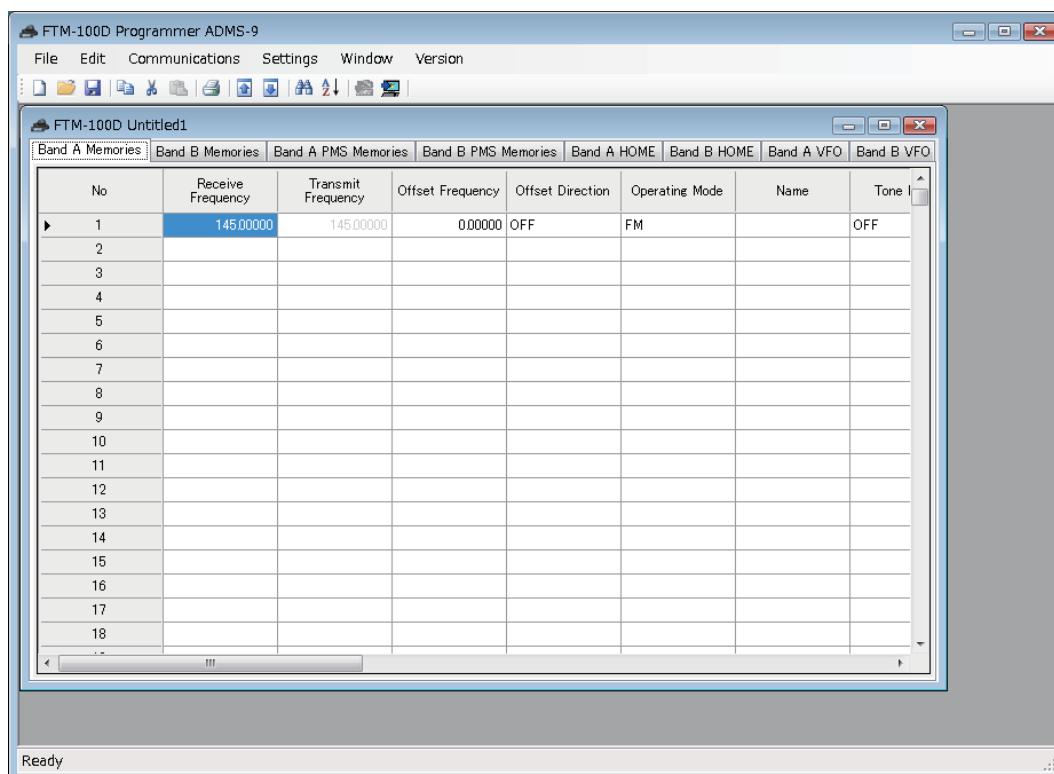 FTM-100D Programmer ADMS-9
File Edit Communications Settings Window Version
FTM-100D Untitled1
Band A Memories Band B Memories Band A PMS Memories Band B PMS Memories Band A HOME Band B HOME Band A VFO Band B VFO
No Receive Frequency Transmit Frequency Offset Frequency Offset Direction Operating Mode Name Tone
1 145.00000 145.00000 0.00000 OFF FM OFF
2
3
4
5
6
7
8
9
10
11
12
13
14
15
16
17
18
Ready